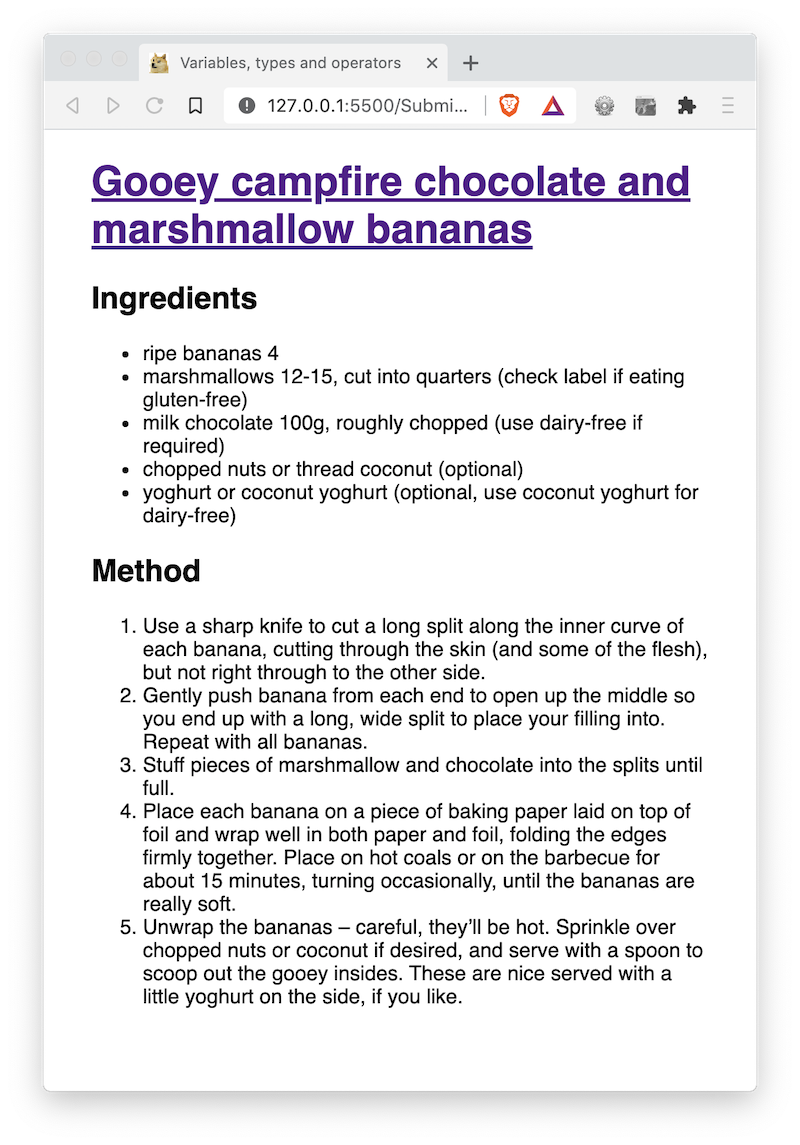 Variables, types and operators
127.0.0.1:5500/Submi...
Gooey campfire chocolate and
marshmallow bananas
Ingredients
• ripe bananas 4
• marshmallows 12-15, cut into quarters (check label if eating
gluten-free)
• milk chocolate 100g, roughly chopped (use dairy-free if
required)
• chopped nuts or thread coconut (optional)
• yoghurt or coconut yoghurt (optional, use coconut yoghurt for
dairy-free)
Method
1. Use a sharp knife to cut a long split along the inner curve of
each banana, cutting through the skin (and some of the flesh),
but not right through to the other side.
2. Gently push banana from each end to open up the middle so
you end up with a long, wide split to place your filling into.
Repeat with all bananas.
3. Stuff pieces of marshmallow and chocolate into the splits until
full.
4. Place each banana on a piece of baking paper laid on top of
foil and wrap well in both paper and foil, folding the edges
firmly together. Place on hot coals or on the barbecue for
about 15 minutes, turning occasionally, until the bananas are
really soft.
5. Unwrap the bananas – careful, they’ll be hot. Sprinkle over
chopped nuts or coconut if desired, and serve with a spoon to
scoop out the gooey insides. These are nice served with a
little yoghurt on the side, if you like.